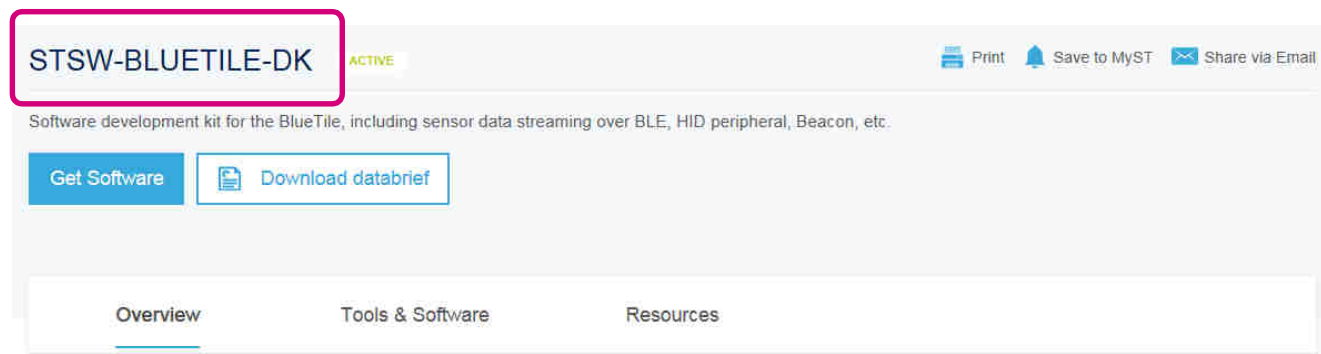 STSW-BLUETILE-DK ACTIVE Print Save to MyST Share via Email
Software development kit for the BlueTile, including sensor data streaming over BLE, HID peripheral, Beacon, etc.
Get Software Download databrief
Overview Tools & Software Resources